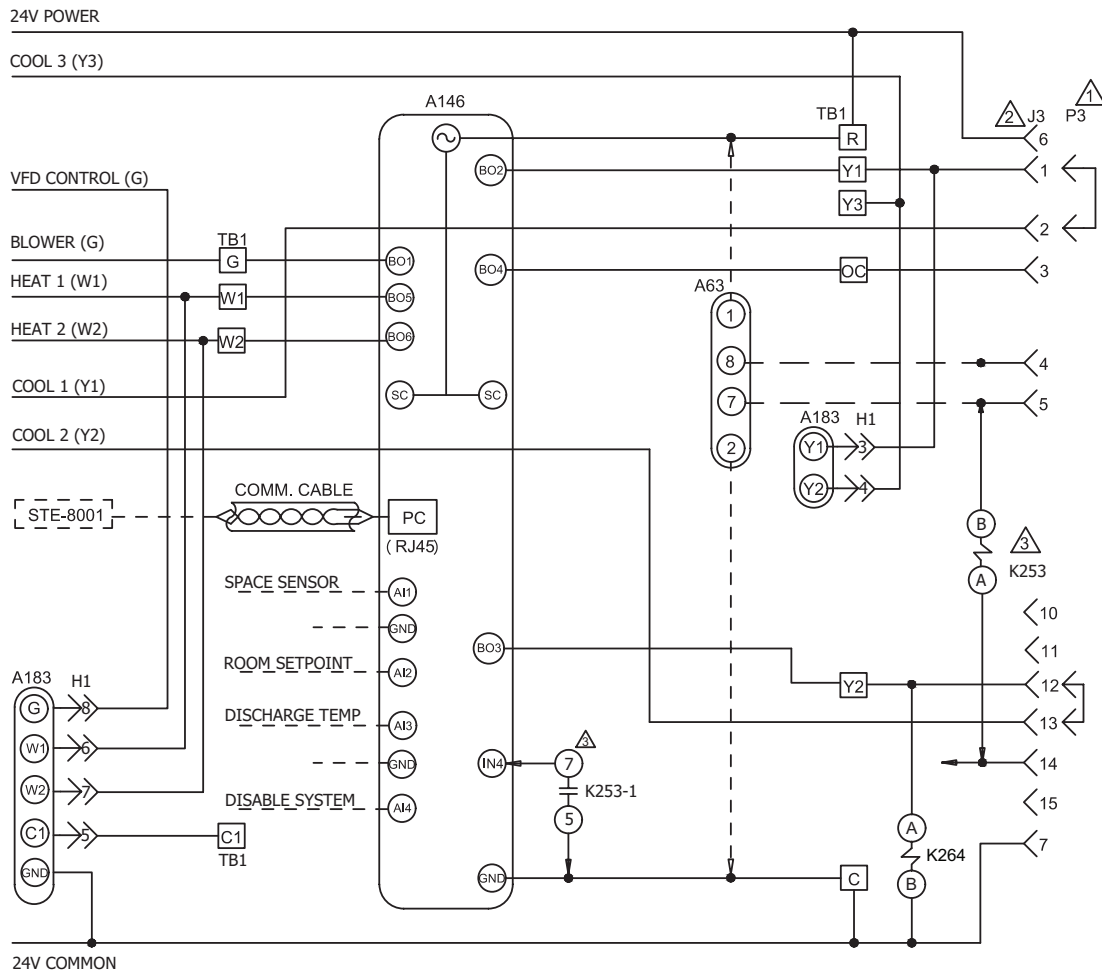 24V POWER
COOL 3 (Y3)
A146
TB1
2
J3
1
P3
R
6
BO2
Y1
1
VFD CONTROL (G)
Y3
BLOWER (G)
TB1
2
G
BO1
HEAT 1 (W1)
BO4
OC
3
W1
BO5
A63
1
HEAT 2 (W2)
W2
BO6
8
4
COOL 1 (Y1)
SC
SC
7
5
A183
H1
COOL 2 (Y2)
2
Y1
3
Y2
4
COMM. CABLE
STE-8001
PC
(RJ45)
B
3
K253
A
SPACE SENSOR
AI1
10
GND
11
BO3
ROOM SETPOINT
AI2
A183
H1
Y2
12
G
8
DISCHARGE TEMP
AI3
13
W1
6
GND
IN4
7
3
14
W2
7
K253-1
DISABLE SYSTEM
AI4
5
15
C1
5
C1
A
7
TB1
K264
GND
GND
C
B
24V COMMON